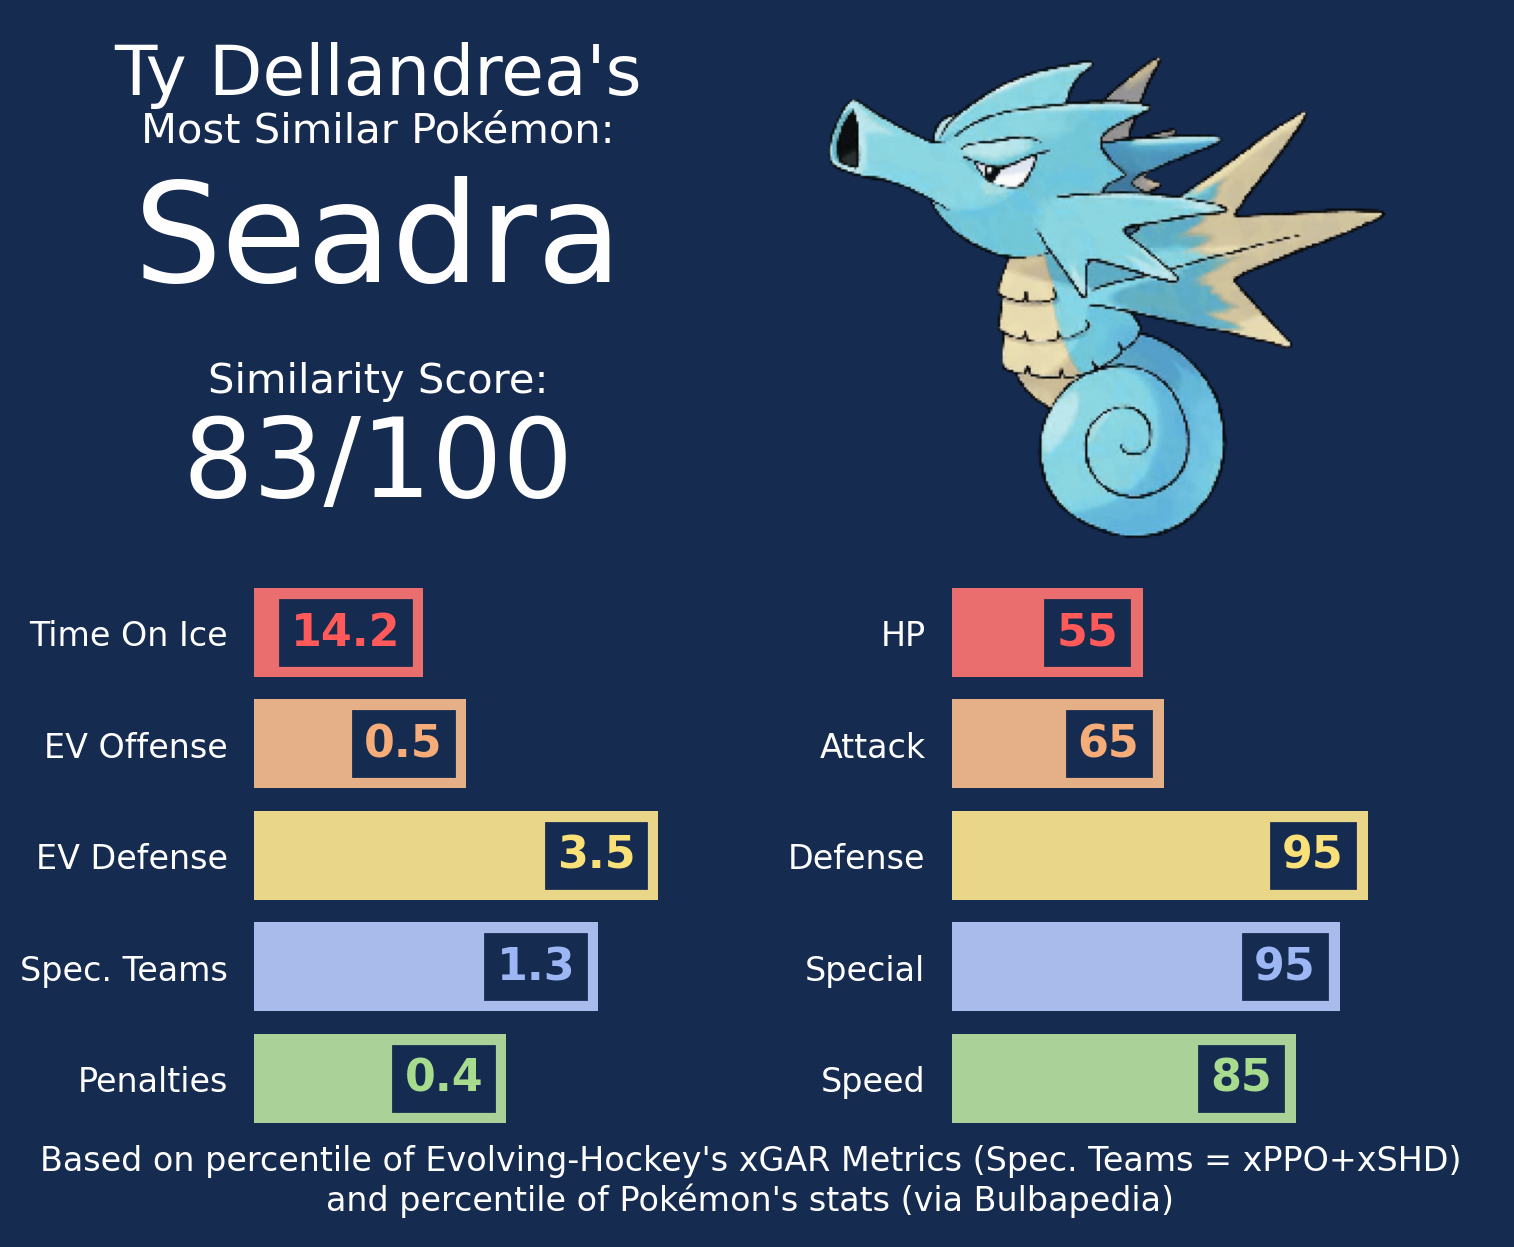 Ty Dellandrea's
Most Similar Pokémon:
Seadra
Similarity Score:
83/100
Time On Ice 14.2
EV Offense 0.5
EV Defense 3.5
Spec. Teams 1.3
Penalties 0.4
HP 55
Attack 65
Defense 95
Special 95
Speed 85
Based on percentile of Evolving-Hockey's xGAR Metrics (Spec. Teams = xPPO+xSHD)
and percentile of Pokémon's stats (via Bulbapedia)